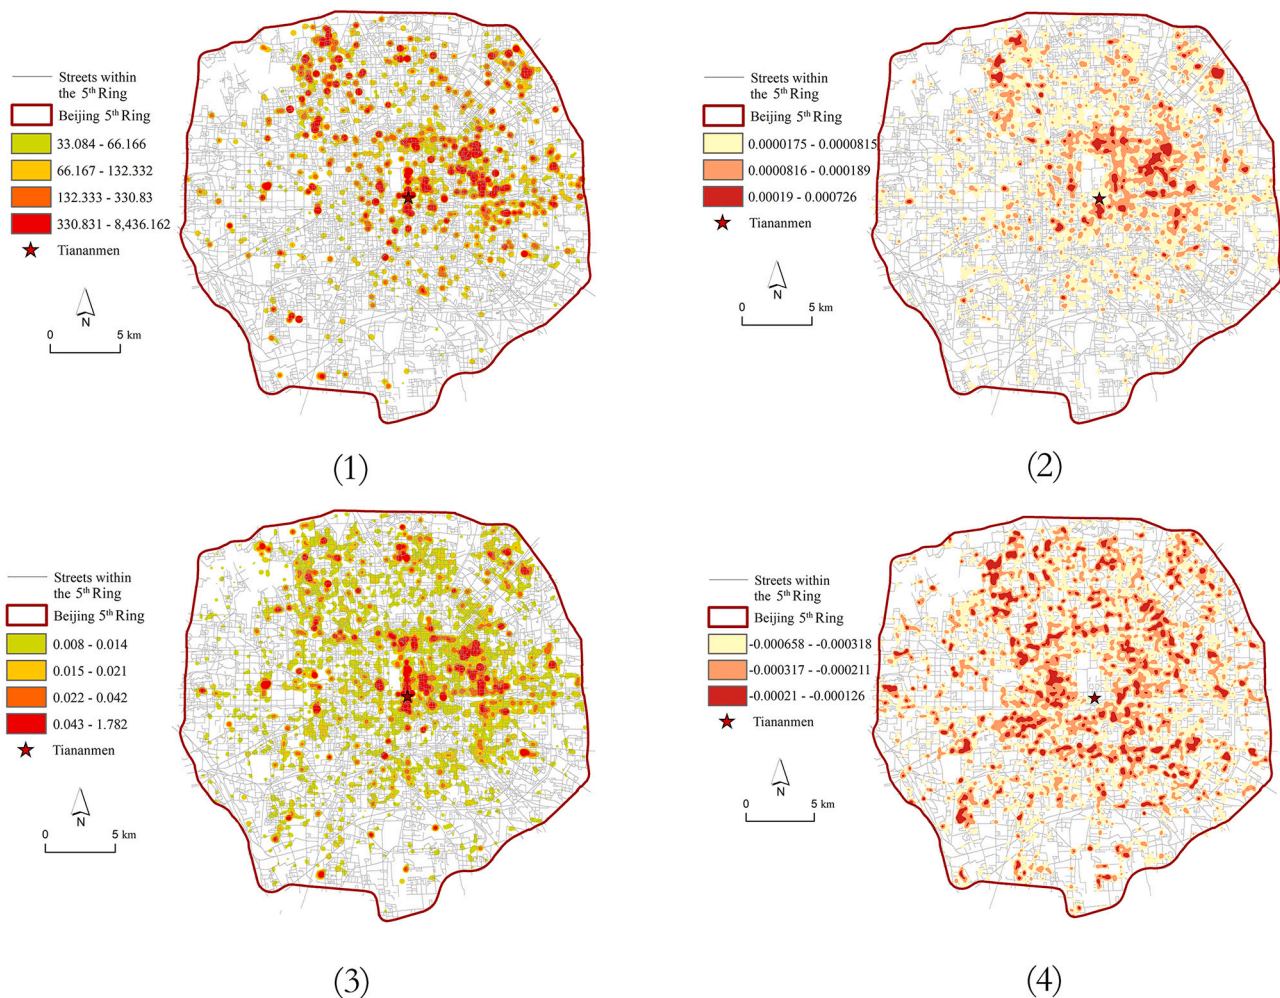 Streets within
the 5th Ring
Beijing 5th Ring
33.084 - 66.166
66.167 - 132.332
132.333 - 330.83
330.831 - 8,436.162
Tiananmen
N
0 5 km
(1)
Streets within
the 5th Ring
Beijing 5th Ring
0.0000175 - 0.0000815
0.0000816 - 0.000189
0.00019 - 0.000726
Tiananmen
N
0 5 km
(2)
Streets within
the 5th Ring
Beijing 5th Ring
0.008 - 0.014
0.015 - 0.021
0.022 - 0.042
0.043 - 1.782
Tiananmen
N
0 5 km
(3)
Streets within
the 5th Ring
Beijing 5th Ring
-0.000658 - -0.000318
-0.000317 - -0.000211
-0.00021 - -0.000126
Tiananmen
N
0 5 km
(4)